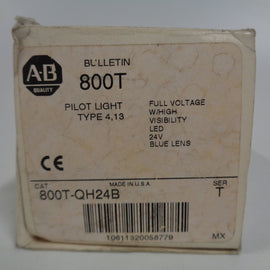 BULLETIN
800T
A-B
QUALITY
PILOT LIGHT
TYPE 4,13
FULL VOLTAGE
W/HIGH
VISIBILITY
LED
24V
BLUE LENS
CE
CAT
MADE IN U.S.A.
SER
800T-QH24B
T
10611320058779
MX